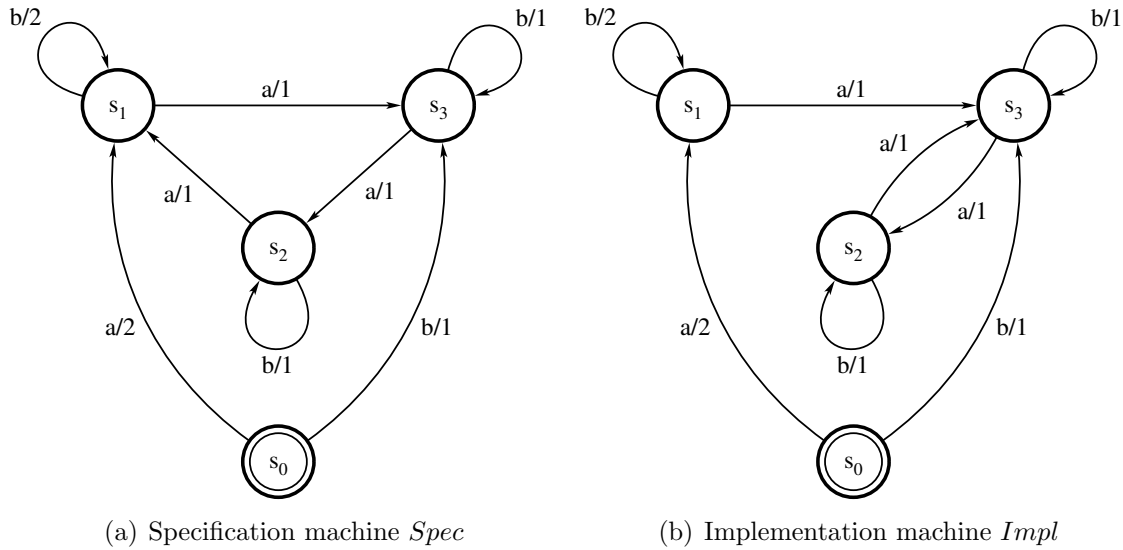 b/2
b/1
s1
a/1
s3
a/1
a/1
s2
a/2
b/1
b/1
s0
(a) Specification machine Spec
b/2
b/1
s1
a/1
s3
a/1
a/1
s2
a/2
b/1
b/1
s0
(b) Implementation machine Impl